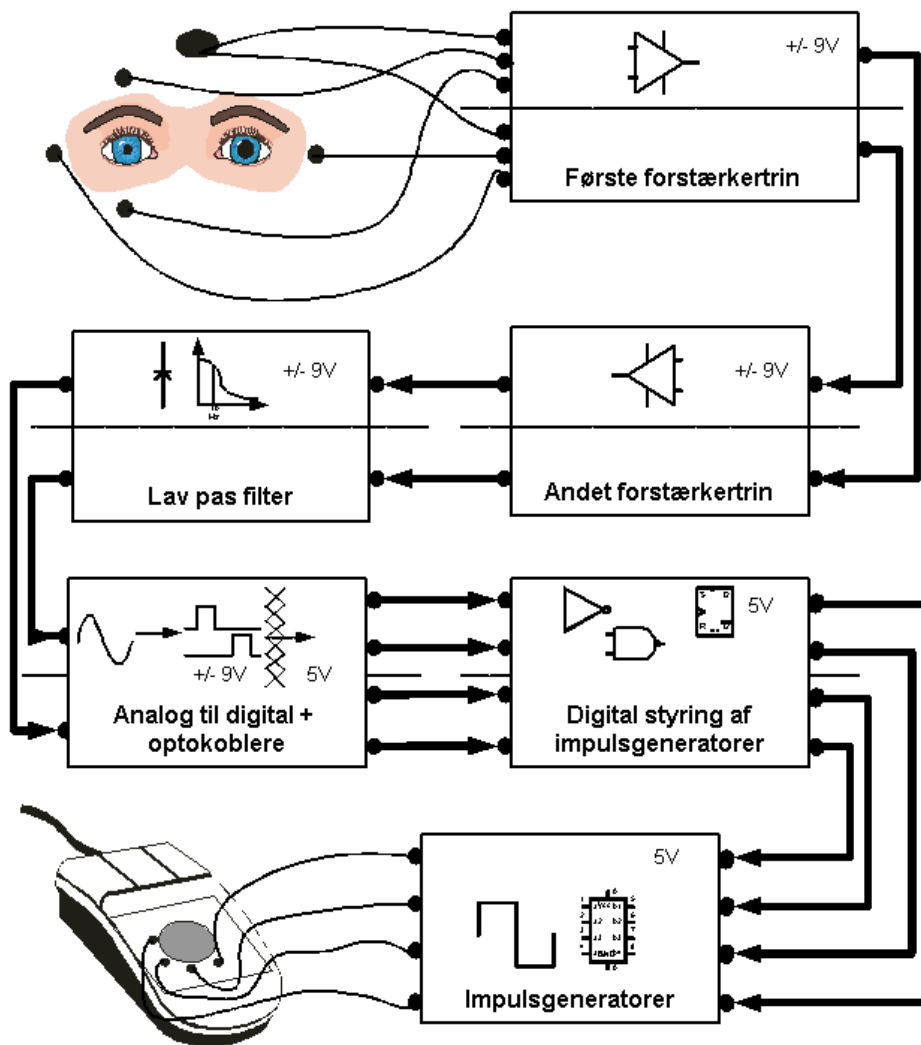 +/- 9V
Første forstærkertrin
+/- 9V
Hz
Lav pas filter
+/- 9V
Andet forstærkertrin
+/- 9V
5V
Analog til digital +
optokoblere
5V
Digital styring af
impulsgeneratorer
5V
Impulsgeneratorer